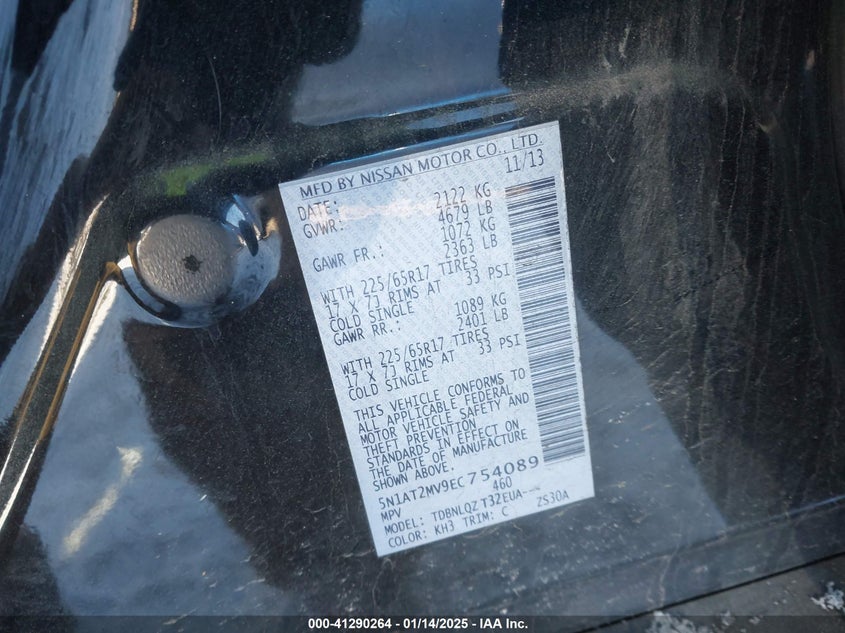 MFD BY NISSAN MOTOR CO., LTD.
DATE: 11/13
GVWR: 2122 KG
4679 LB
GAWR FR.: 1072 KG
2363 LB
WITH 225/65R17 TIRES
17 X 7J RIMS AT 33 PSI
COLD SINGLE
GAWR RR.: 1089 KG
2401 LB
WITH 225/65R17 TIRES
17 X 7J RIMS AT 33 PSI
COLD SINGLE
THIS VEHICLE CONFORMS TO
ALL APPLICABLE FEDERAL
MOTOR VEHICLE SAFETY AND
THEFT PREVENTION
STANDARDS IN EFFECT ON
THE DATE OF MANUFACTURE
SHOWN ABOVE.
5N1AT2MV9EC754089
MPV 460
MODEL: TDBNLQZ T32EUA--
COLOR: KH3 TRIM: C ZS30A
000-41290264 - 01/14/2025 - IAA Inc.